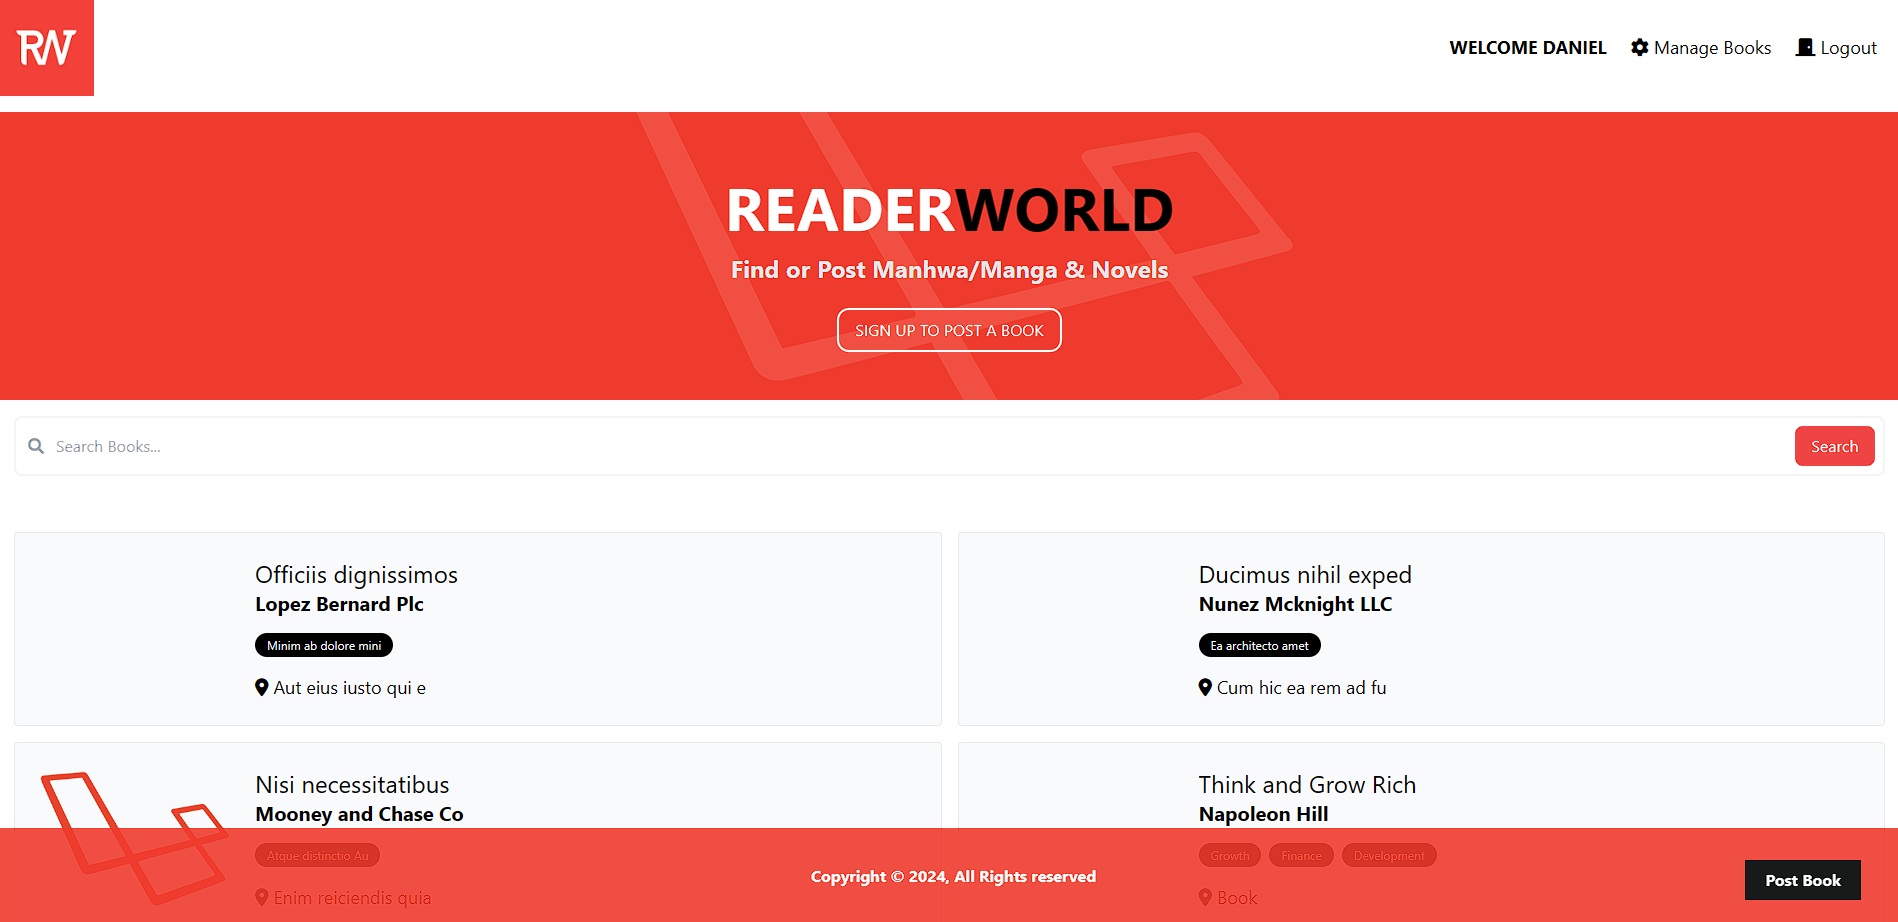 RW
WELCOME DANIEL Manage Books Logout
READERWORLD
Find or Post Manhwa/Manga & Novels
SIGN UP TO POST A BOOK
Search Books...
Search
Officiis dignissimos
Lopez Bernard Plc
Minim ab dolore mini
Aut eius iusto qui e
Ducimus nihil exped
Nunez Mcknight LLC
Ea architecto amet
Cum hic ea rem ad fu
Nisi necessitatibus
Mooney and Chase Co
Atque distinctio Au
Enim reiciendis quia
Think and Grow Rich
Napoleon Hill
Growth Finance Development
Book
Copyright © 2024, All Rights reserved
Post Book